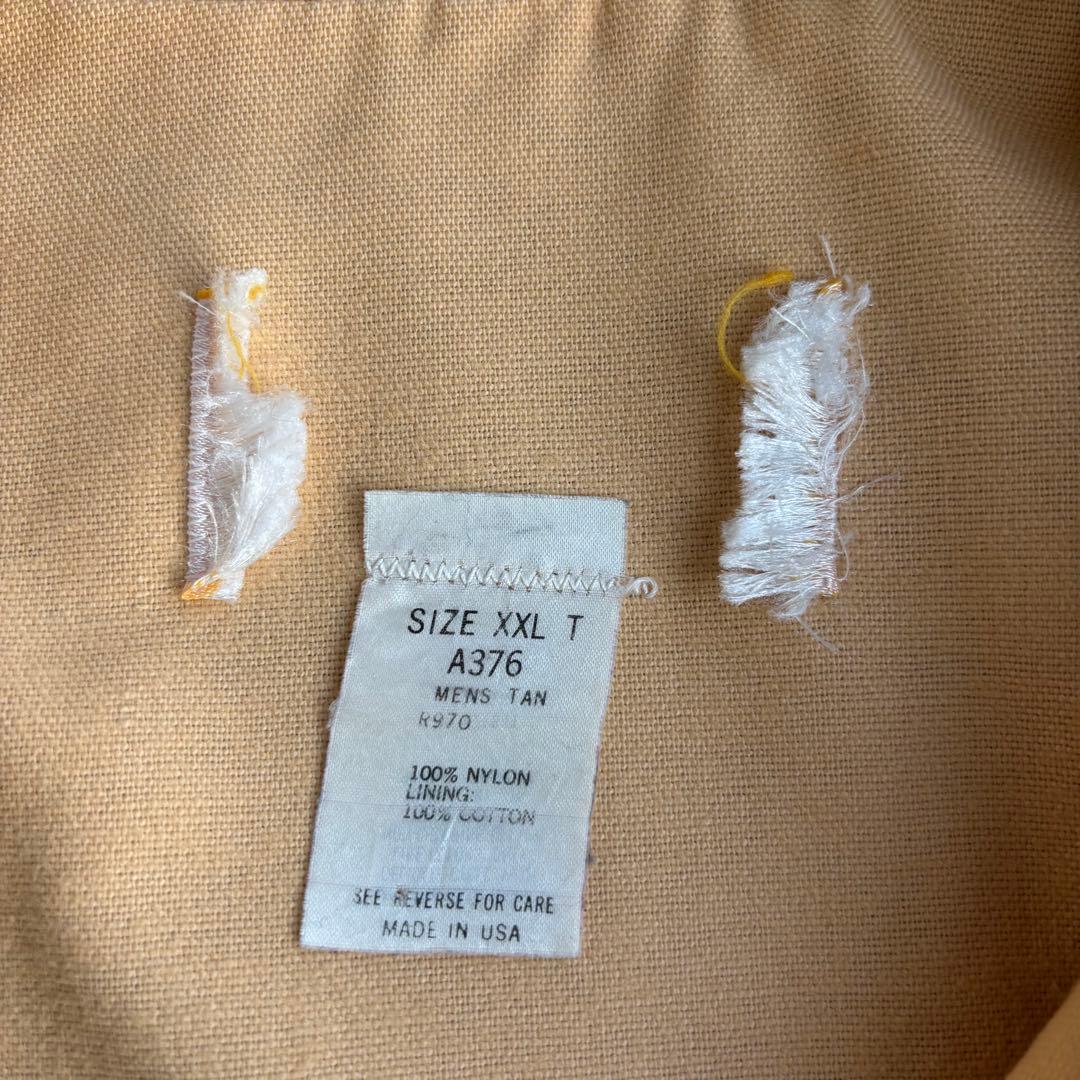 SIZE XXL T
A376
MENS TAN
R970
100% NYLON
LINING:
100% COTTON
SEE REVERSE FOR CARE
MADE IN USA